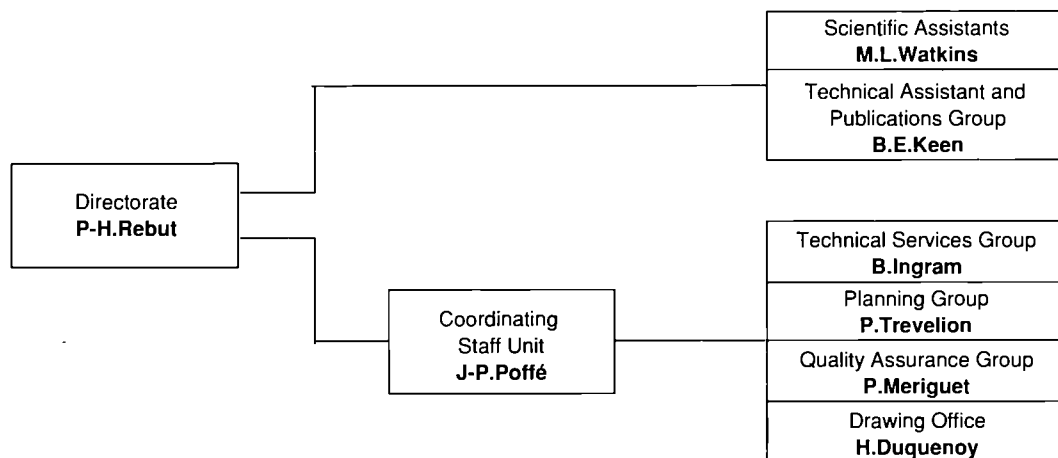 Scientific Assistants
M.L.Watkins
Technical Assistant and
Publications Group
B.E.Keen
Directorate
P-H.Rebut
Technical Services Group
B.Ingram
Planning Group
P.Trevelion
Coordinating
Staff Unit
J-P.Poffé
Quality Assurance Group
P.Meriguet
Drawing Office
H.Duquenoy